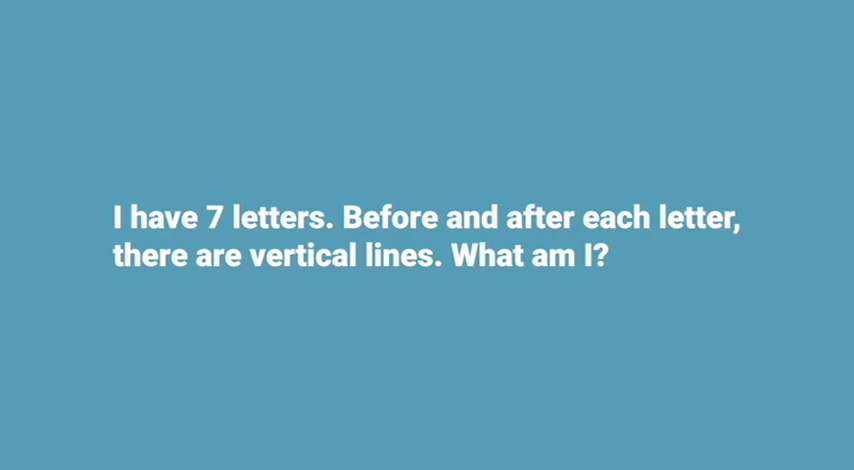 I have 7 letters. Before and after each letter,
there are vertical lines. What am I?